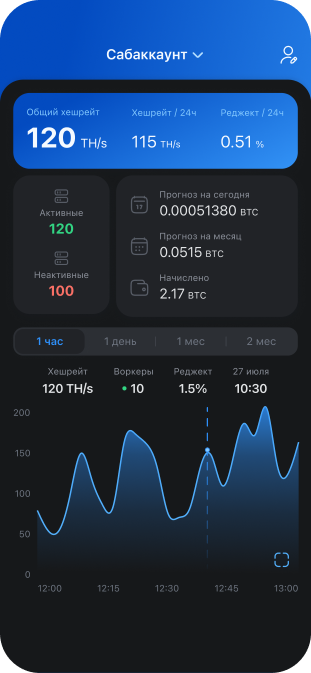 Сабаккаунт
Общий хешрейт Хешрейт / 24ч Реджект / 24ч
120 TH/s 115 TH/s 0.51 %
Активные
120
Неактивные
100
17
Прогноз на сегодня
0.00051380 BTC
Прогноз на месяц
0.0515 BTC
Начислено
2.17 BTC
1 час 1 день 1 мес 2 мес
Хешрейт Воркеры Реджект 27 июля
120 TH/s 10 1.5% 10:30
200
150
100
50
0
12:00 12:15 12:30 12:45 13:00